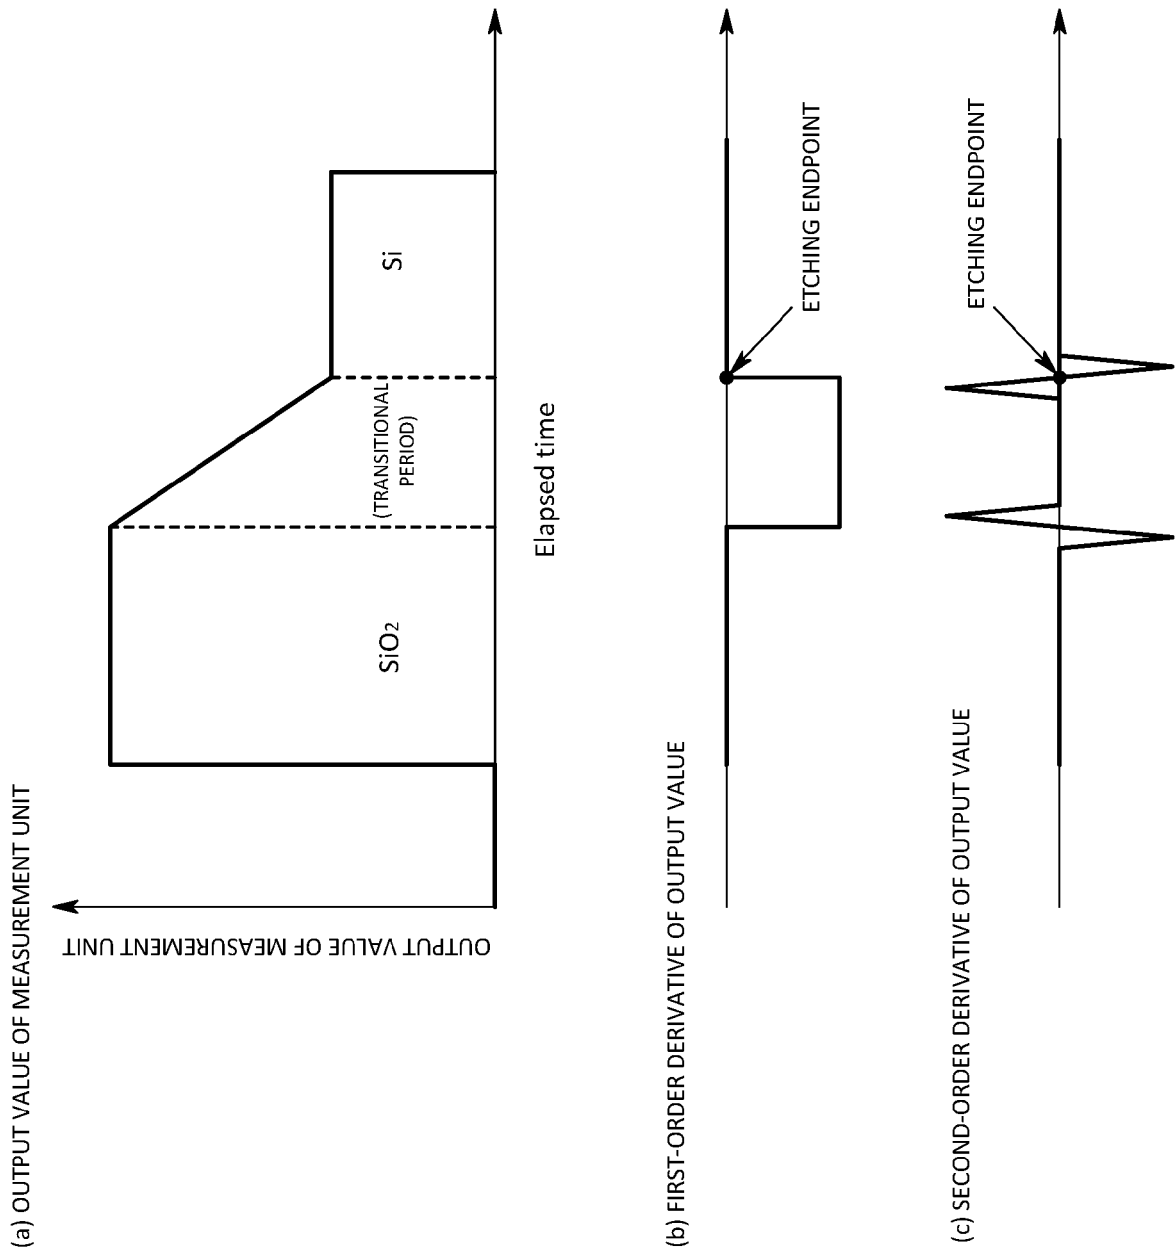 (a) OUTPUT VALUE OF MEASUREMENT UNIT
OUTPUT VALUE OF MEASUREMENT UNIT
SiO2
(TRANSITIONAL
PERIOD)
Si
Elapsed time
(b) FIRST-ORDER DERIVATIVE OF OUTPUT VALUE
ETCHING ENDPOINT
(c) SECOND-ORDER DERIVATIVE OF OUTPUT VALUE
ETCHING ENDPOINT